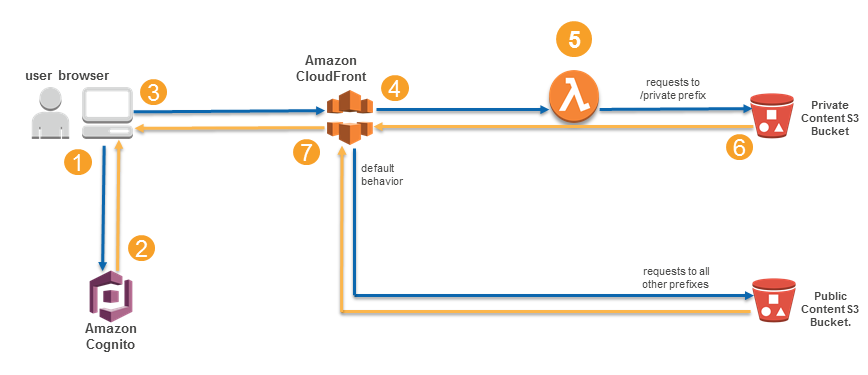 5
Amazon
CloudFront
user browser
3
4
requests to
/private prefix
Private
Content S3
Bucket
1
7
6
default
behavior
2
requests to all
other prefixes
Public
Content S3
Bucket.
Amazon
Cognito